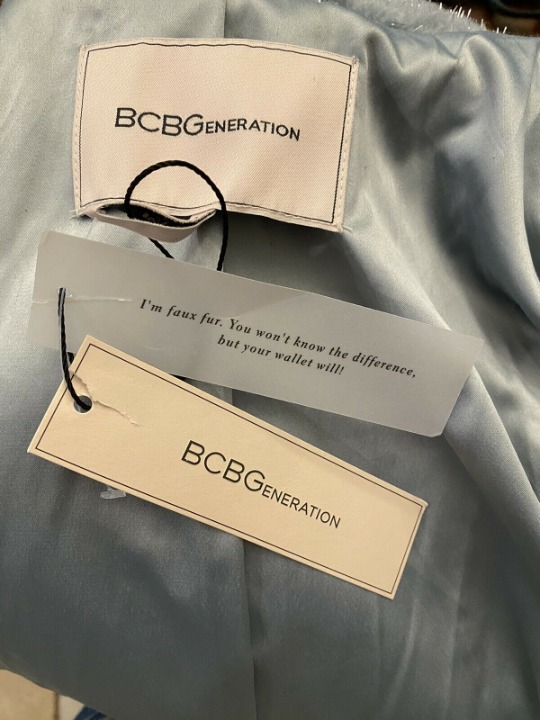 BCBGENERATION
I'm faux fur. You won't know the difference,
but your wallet will!
BCBGENERATION